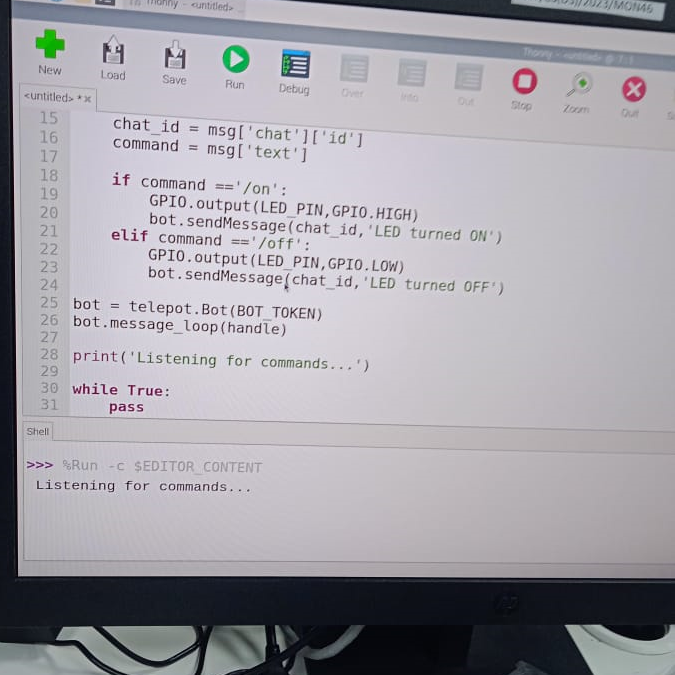 Thonny - <untitled>
2023/MON46
Thonny - <untitled> @ 7:1
New Load Save Run Debug Over Into Out Stop Zoom Quit
<untitled> * ×
15 chat_id = msg['chat']['id']
16 command = msg['text']
17
18 if command =='/on':
19 GPIO.output(LED_PIN,GPIO.HIGH)
20 bot.sendMessage(chat_id,'LED turned ON')
21 elif command =='/off':
22 GPIO.output(LED_PIN,GPIO.LOW)
23 bot.sendMessage(chat_id,'LED turned OFF')
24
25 bot = telepot.Bot(BOT_TOKEN)
26 bot.message_loop(handle)
27
28 print('Listening for commands...')
29
30 while True:
31 pass
Shell
>>> %Run -c $EDITOR_CONTENT
Listening for commands...
hp